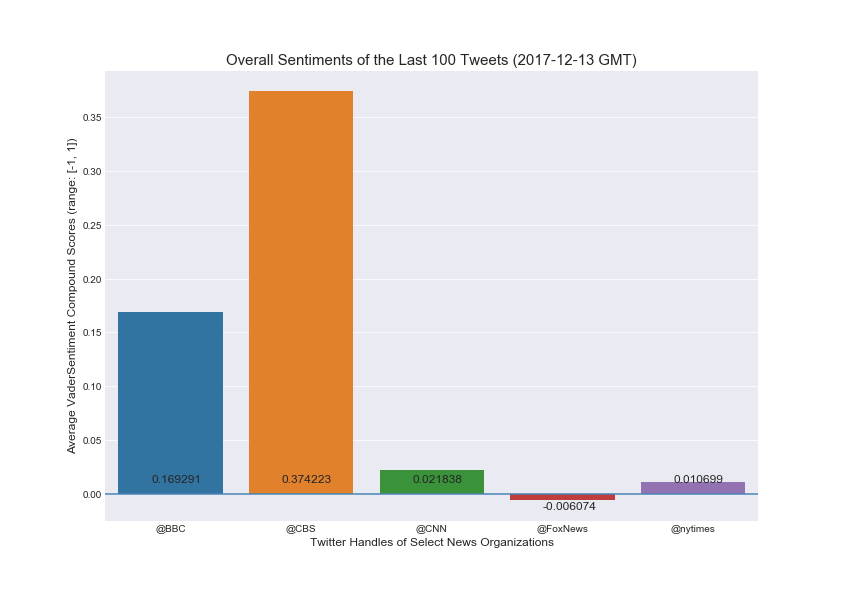 Overall Sentiments of the Last 100 Tweets (2017-12-13 GMT)
Average VaderSentiment Compound Scores (range: [-1, 1])
0.35
0.30
0.25
0.20
0.15
0.10
0.05
0.00
0.169291
0.374223
0.021838
-0.006074
0.010699
@BBC
@CBS
@CNN
@FoxNews
@nytimes
Twitter Handles of Select News Organizations